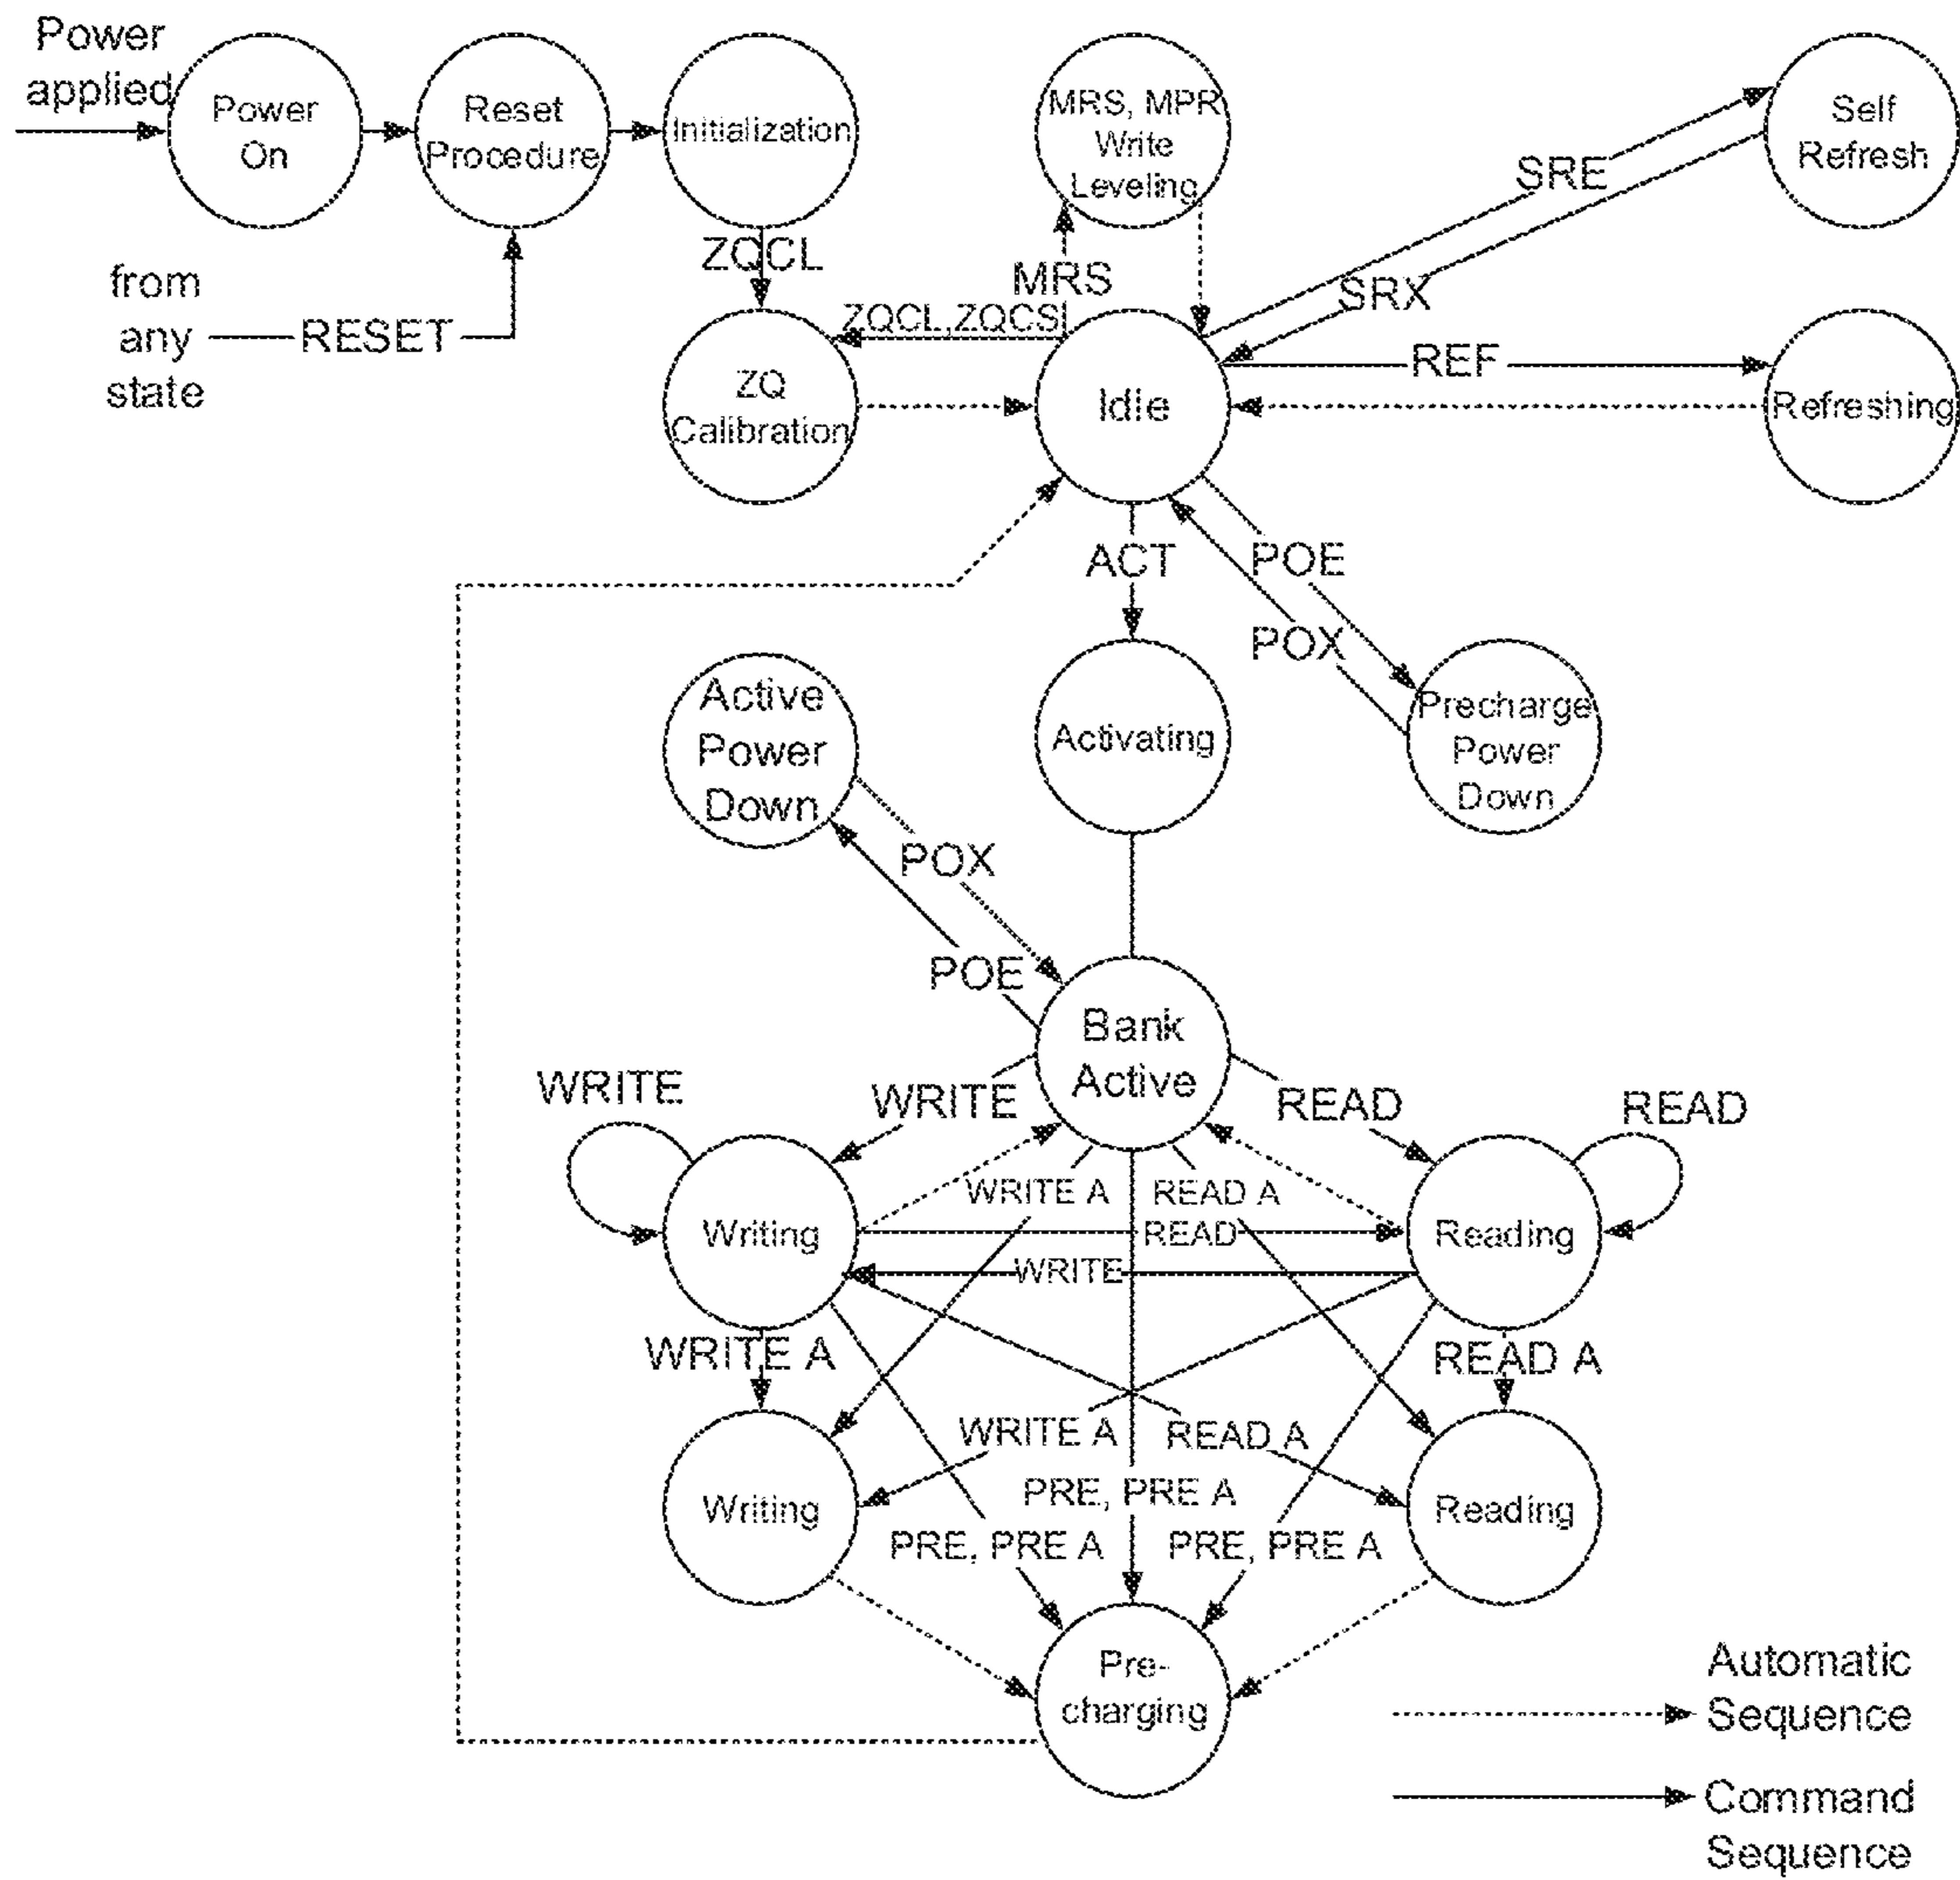 Power
applied
Power
On
Reset
Procedure
Initialization
MRS, MPR
Write
Leveling
Self
Refresh
SRE
ZQCL
MRS
SRX
from
any
state
RESET
ZQCL,ZQCS
REF
ZQ
Calibration
Idle
Refreshing
ACT
POE
POX
Active
Power
Down
Activating
Precharge
Power
Down
POX
POE
Bank
Active
WRITE
WRITE
READ
READ
WRITE A
READ A
Writing
READ
Reading
WRITE
WRITE A
READ A
WRITE A
READ A
Writing
PRE, PRE A
Reading
PRE, PRE A
PRE, PRE A
Pre-
charging
Automatic
Sequence
Command
Sequence